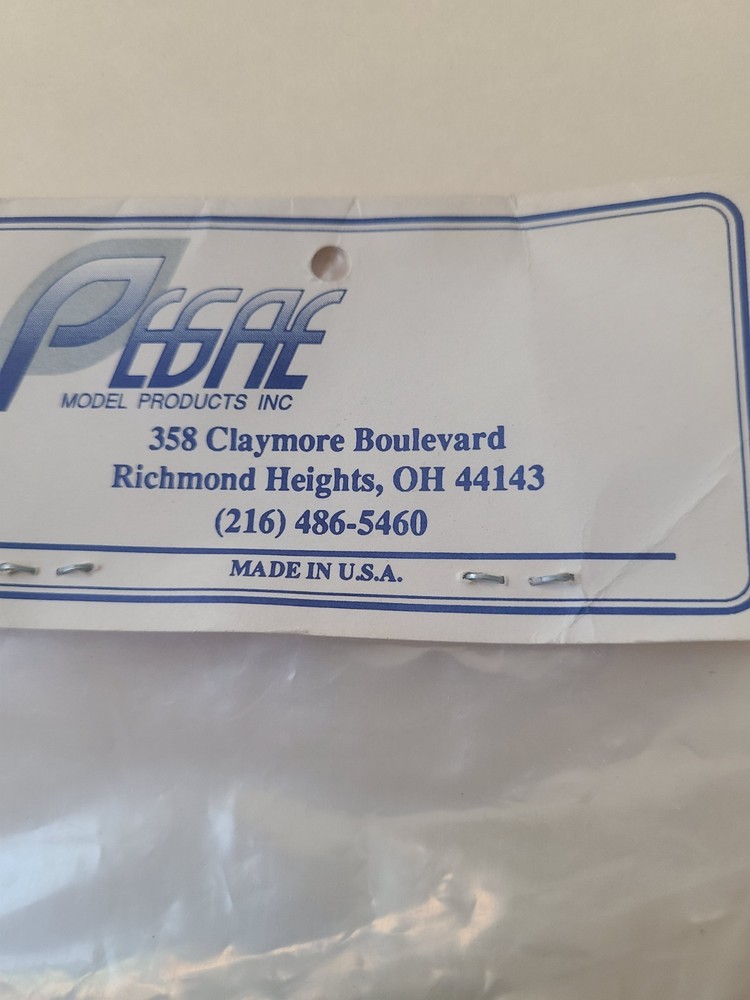 MODEL PRODUCTS INC
358 Claymore Boulevard
Richmond Heights, OH 44143
(216) 486-5460
MADE IN U.S.A.